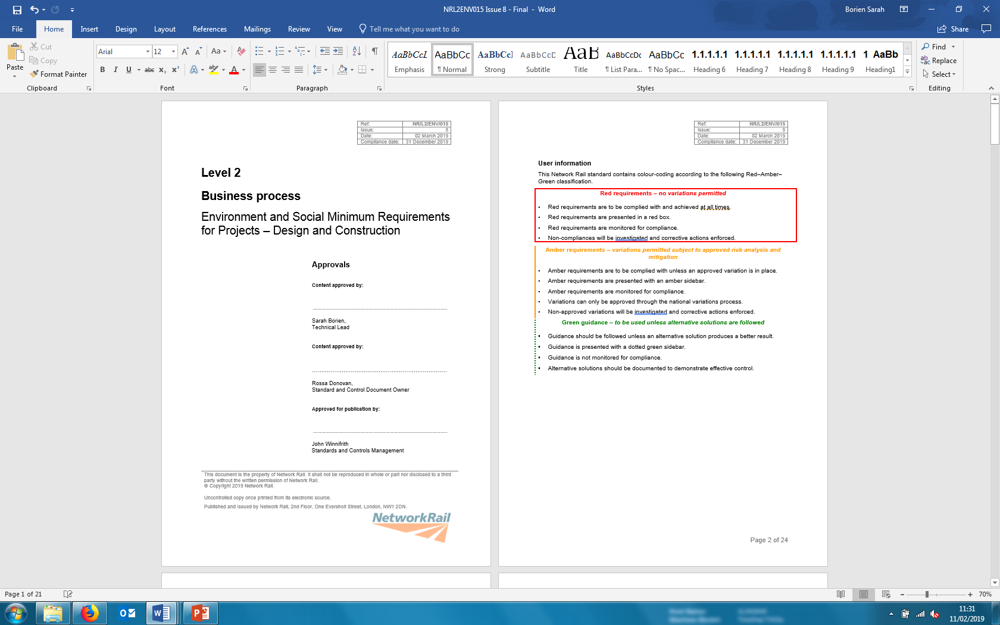 NRL2ENV015 Issue 8 - Final - Word
Borien Sarah
File Home Insert Design Layout References Mailings Review View Tell me what you want to do Share
Paste
Cut
Copy
Format Painter
Clipboard
Arial 12
Font
Paragraph
AaBbCcI AaBbCc AaBbCcl AaBbCcD AaB AaBbCcDc AaBbCc 1.1.1.1.1 1.1.1.1.1 1.1.1.1.1 1.1.1.1.1 1 AaBb
Emphasis ¶ Normal Strong Subtitle Title ¶ List Para... ¶ No Spac... Heading 6 Heading 7 Heading 8 Heading 9 Heading1
Styles
Find
Replace
Select
Editing
Ref: NR/L2/ENV/015
Issue: 8
Date: 02 March 2019
Compliance date: 31 December 2019
Level 2
Business process
Environment and Social Minimum Requirements
for Projects – Design and Construction
Approvals
Content approved by:
Sarah Borien,
Technical Lead
Content approved by:
Rossa Donovan,
Standard and Control Document Owner
Approved for publication by:
John Winnifrith
Standards and Controls Management
This document is the property of Network Rail. It shall not be reproduced in whole or part nor disclosed to a third
party without the written permission of Network Rail.
© Copyright 2019 Network Rail.
Uncontrolled copy once printed from its electronic source.
Published and Issued by Network Rail, 2nd Floor, One Eversholt Street, London, NW1 2DN.
NetworkRail
Ref: NR/L2/ENV/015
Issue: 8
Date: 02 March 2019
Compliance date: 31 December 2019
User information
This Network Rail standard contains colour-coding according to the following Red–Amber–
Green classification.
Red requirements – no variations permitted
• Red requirements are to be complied with and achieved at all times.
• Red requirements are presented in a red box.
• Red requirements are monitored for compliance.
• Non-compliances will be investigated and corrective actions enforced.
Amber requirements – variations permitted subject to approved risk analysis and
mitigation
• Amber requirements are to be complied with unless an approved variation is in place.
• Amber requirements are presented with an amber sidebar.
• Amber requirements are monitored for compliance.
• Variations can only be approved through the national variations process.
• Non-approved variations will be investigated and corrective actions enforced.
Green guidance – to be used unless alternative solutions are followed
• Guidance should be followed unless an alternative solution produces a better result.
• Guidance is presented with a dotted green sidebar.
• Guidance is not monitored for compliance.
• Alternative solutions should be documented to demonstrate effective control.
Page 2 of 24
Page 1 of 21
70%
11:31
11/02/2019